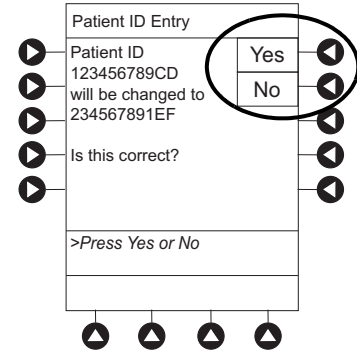 Patient ID Entry
Patient ID
Yes
123456789CD
will be changed to
No
234567891EF
Is this correct?
>Press Yes or No